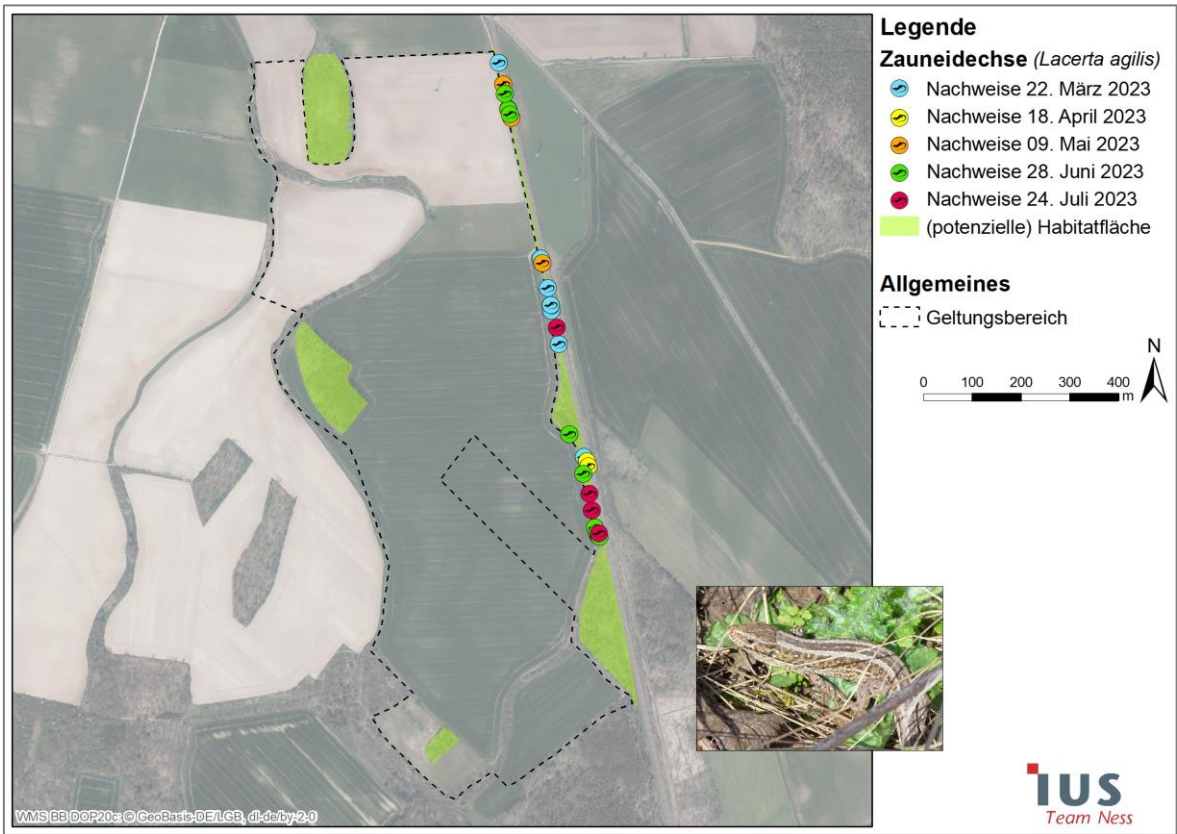 Legende
Zauneidechse (Lacerta agilis)
Nachweise 22. März 2023
Nachweise 18. April 2023
Nachweise 09. Mai 2023
Nachweise 28. Juni 2023
Nachweise 24. Juli 2023
(potenzielle) Habitatfläche
Allgemeines
Geltungsbereich
N
0 100 200 300 400
m
WMS BB DOP20c: © GeoBasis-DE/LGB, dl-de/by-2-0
IUS
Team Ness